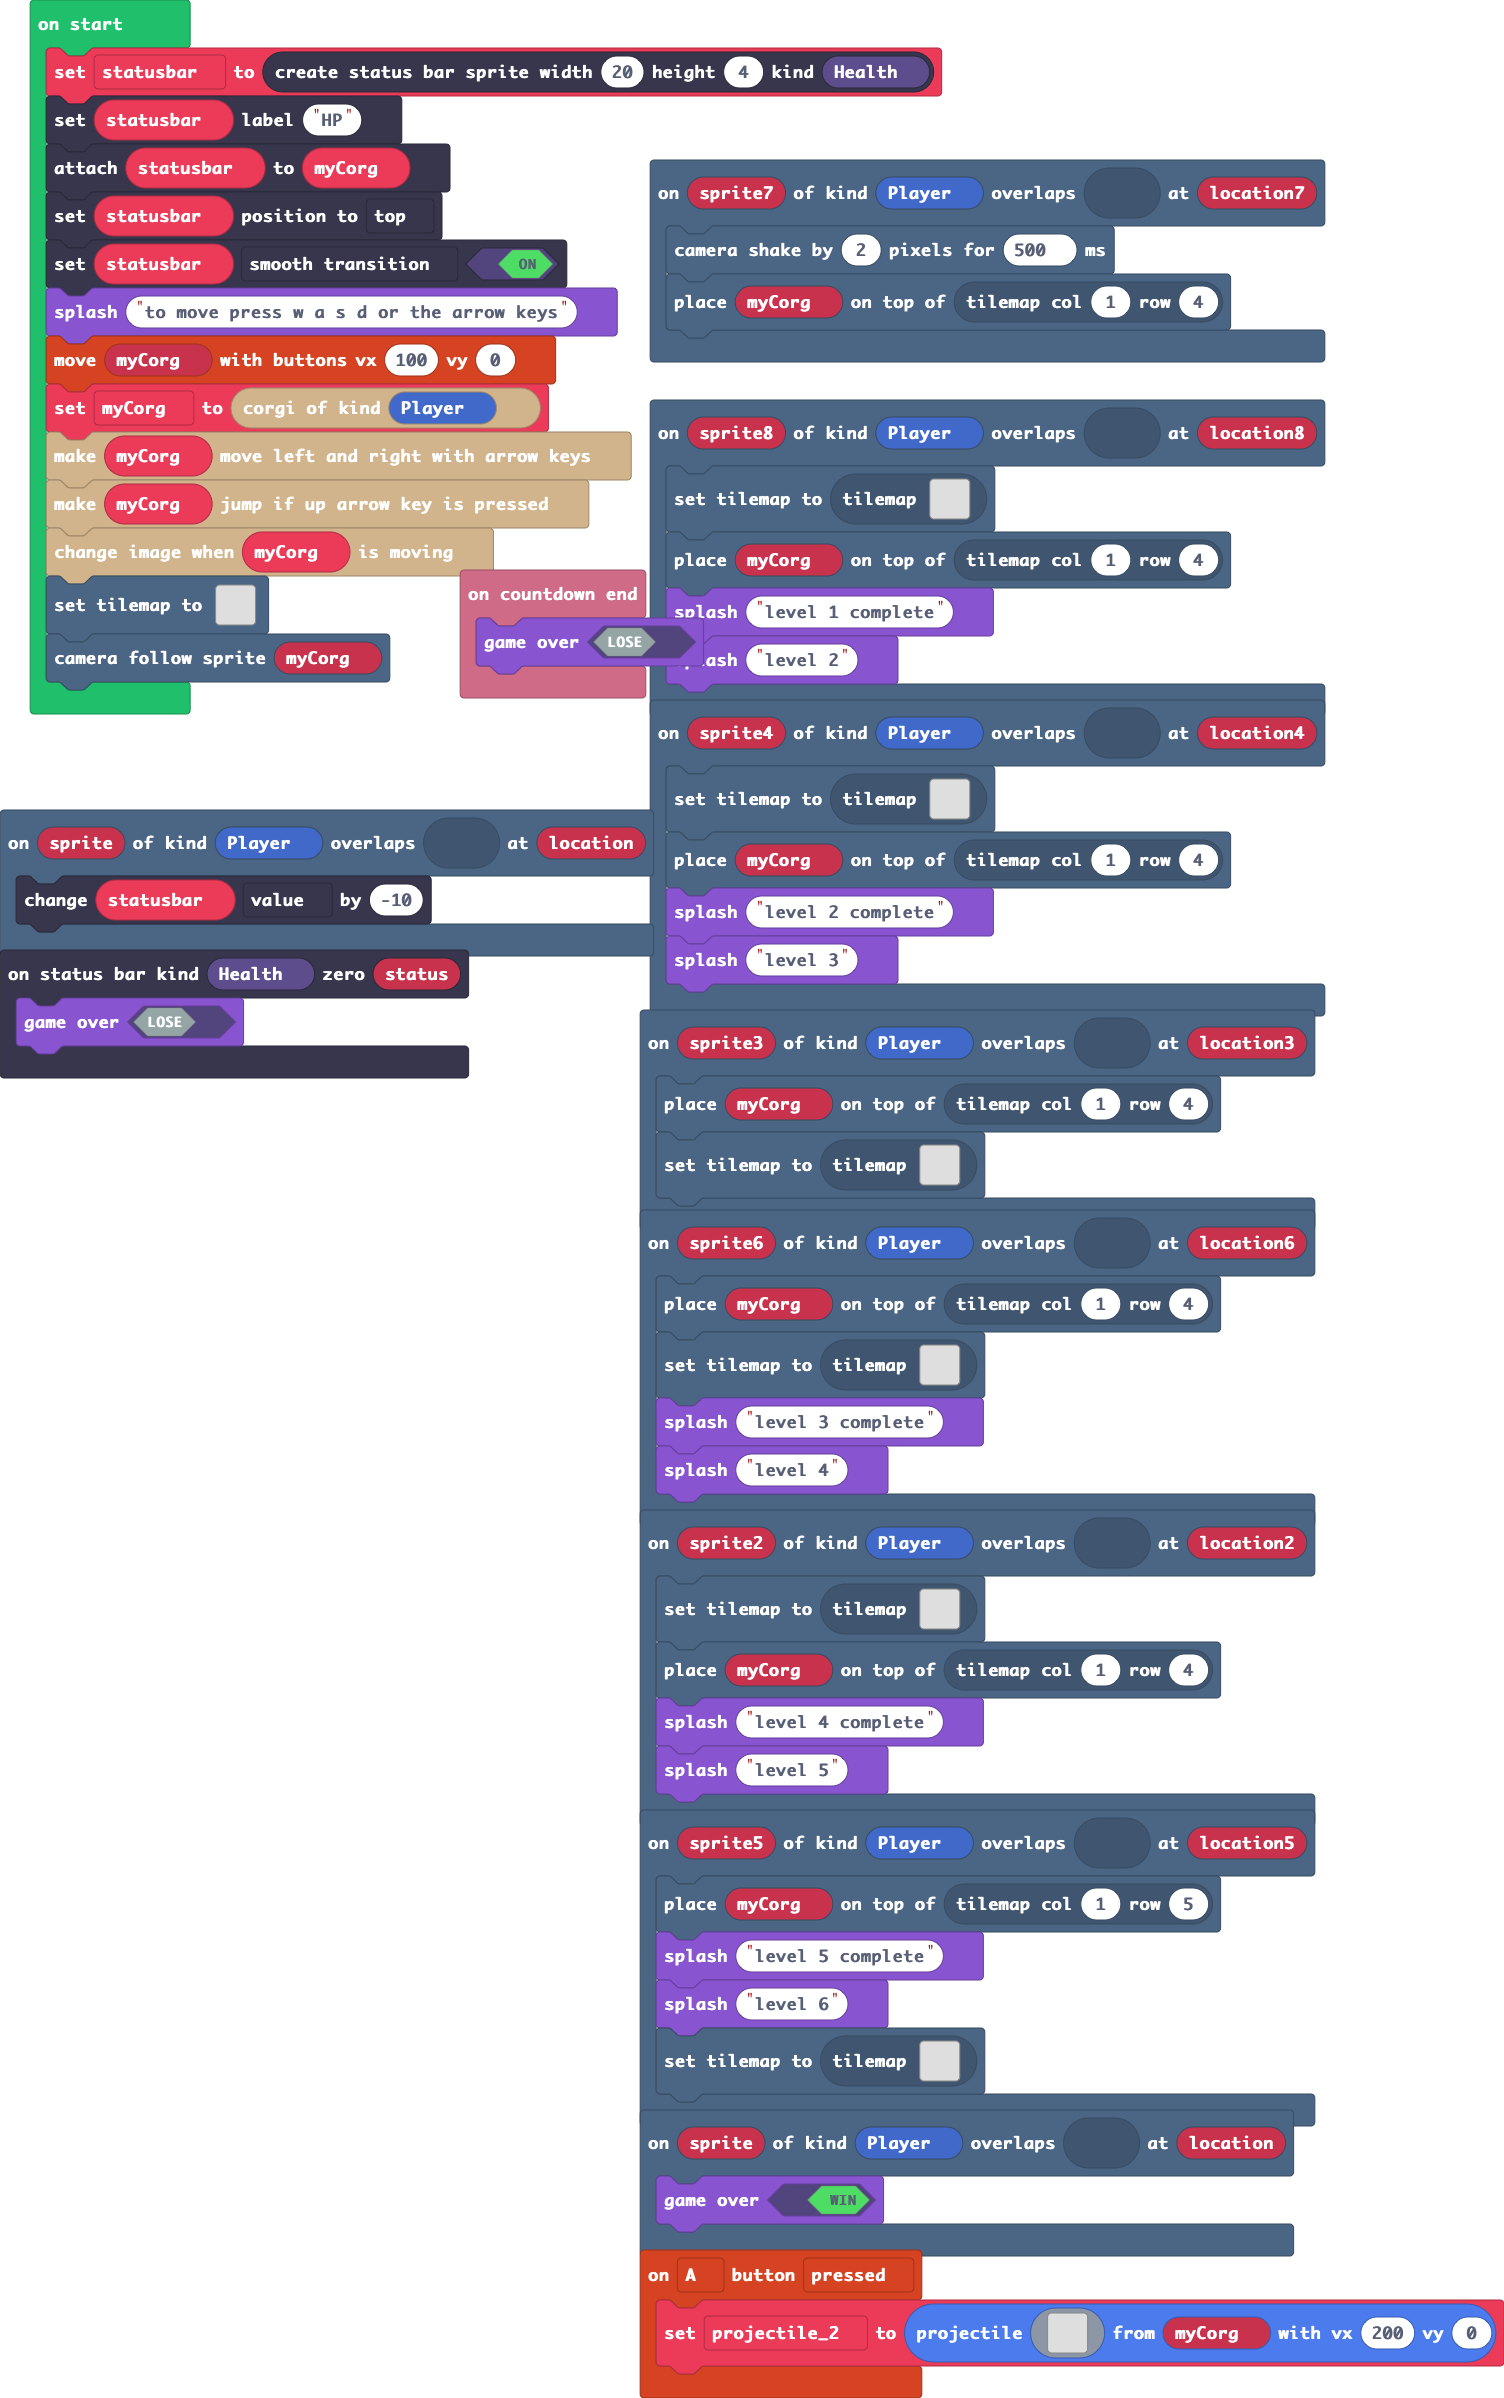 on start
set statusbar to create status bar sprite width 20 height 4 kind Health
set statusbar label "HP"
attach statusbar to myCorg
set statusbar position to top
set statusbar smooth transition ON
splash "to move press w a s d or the arrow keys"
move myCorg with buttons vx 100 vy 0
set myCorg to corgi of kind Player
make myCorg move left and right with arrow keys
make myCorg jump if up arrow key is pressed
change image when myCorg is moving
set tilemap to
camera follow sprite myCorg
on countdown end
game over LOSE
on sprite of kind Player overlaps at location
change statusbar value by -10
on status bar kind Health zero status
game over LOSE
on sprite7 of kind Player overlaps at location7
camera shake by 2 pixels for 500 ms
place myCorg on top of tilemap col 1 row 4
on sprite8 of kind Player overlaps at location8
set tilemap to tilemap
place myCorg on top of tilemap col 1 row 4
splash "level 1 complete"
splash "level 2"
on sprite4 of kind Player overlaps at location4
set tilemap to tilemap
place myCorg on top of tilemap col 1 row 4
splash "level 2 complete"
splash "level 3"
on sprite3 of kind Player overlaps at location3
place myCorg on top of tilemap col 1 row 4
set tilemap to tilemap
on sprite6 of kind Player overlaps at location6
place myCorg on top of tilemap col 1 row 4
set tilemap to tilemap
splash "level 3 complete"
splash "level 4"
on sprite2 of kind Player overlaps at location2
set tilemap to tilemap
place myCorg on top of tilemap col 1 row 4
splash "level 4 complete"
splash "level 5"
on sprite5 of kind Player overlaps at location5
place myCorg on top of tilemap col 1 row 5
splash "level 5 complete"
splash "level 6"
set tilemap to tilemap
on sprite of kind Player overlaps at location
game over WIN
on A button pressed
set projectile_2 to projectile from myCorg with vx 200 vy 0